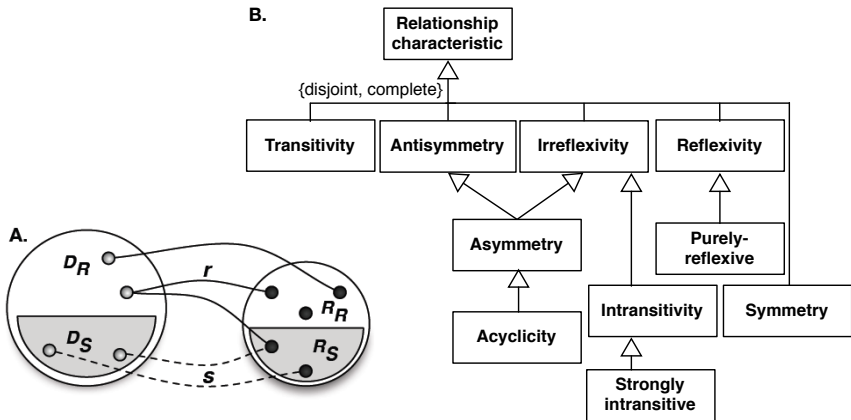 A.
D_R
r
R_R
D_S
R_S
s
B.
Relationship
characteristic
{disjoint, complete}
Transitivity
Antisymmetry
Irreflexivity
Reflexivity
Asymmetry
Purely-
reflexive
Acyclicity
Intransitivity
Symmetry
Strongly
intransitive